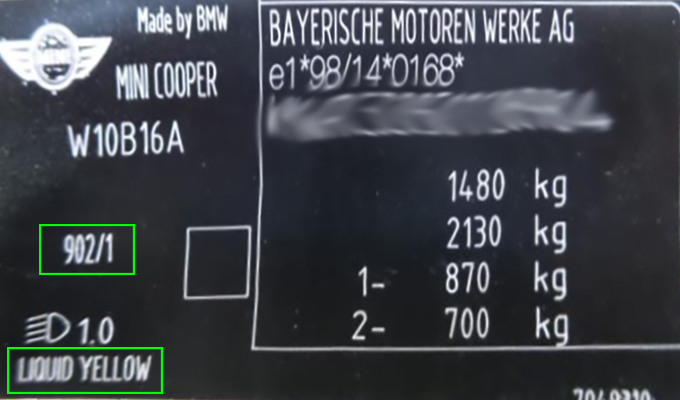 Made by BMW
MINI COOPER
W10B16A
902/1
1.0
LIQUID YELLOW
BAYERISCHE MOTOREN WERKE AG
e1*98/14*0168*
1480 kg
2130 kg
1- 870 kg
2- 700 kg